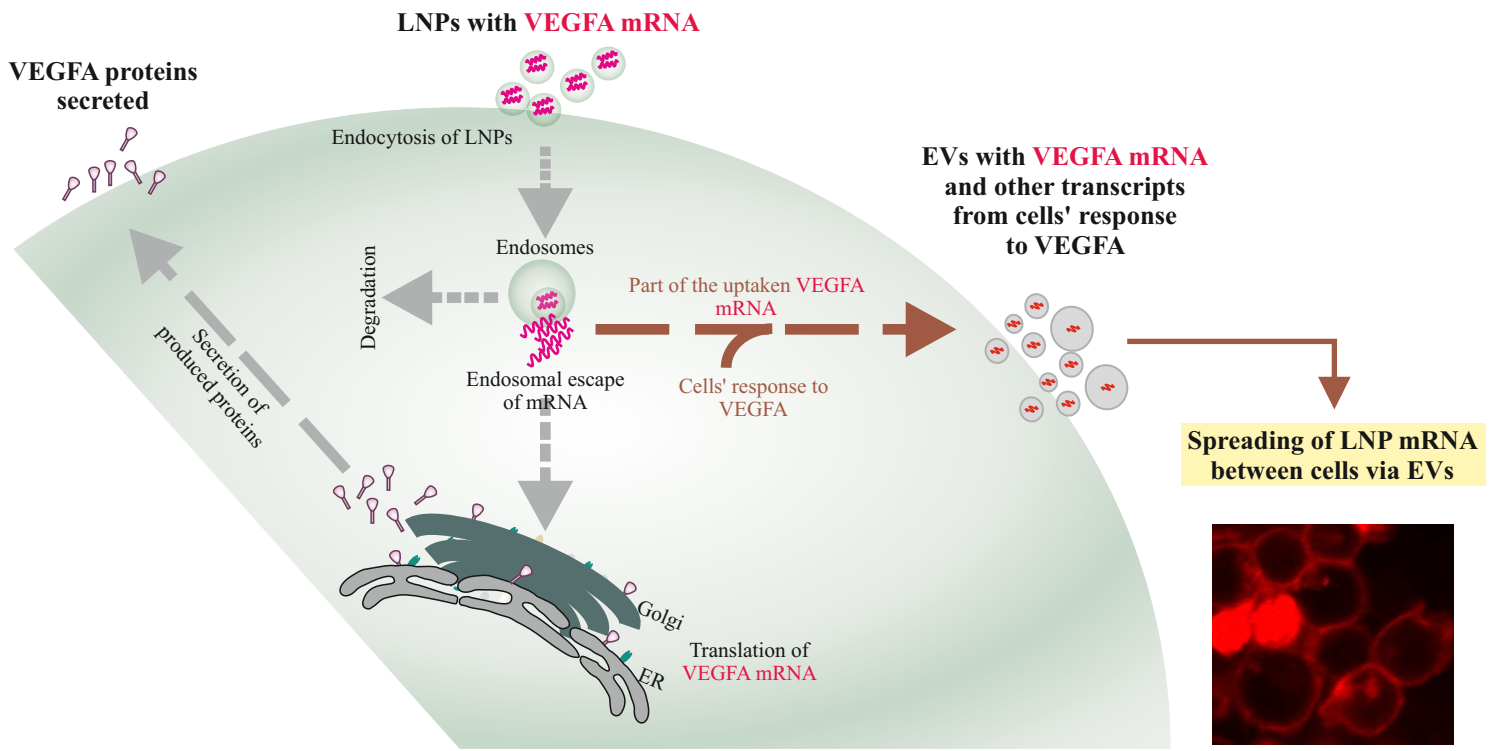 LNPs with VEGFA mRNA
VEGFA proteins
secreted
Endocytosis of LNPs
EVs with VEGFA mRNA
and other transcripts
from cells' response
to VEGFA
Endosomes
Degradation
Part of the uptaken VEGFA
mRNA
Secretion of
produced proteins
Endosomal escape
of mRNA
Cells' response to
VEGFA
Spreading of LNP mRNA
between cells via EVs
Golgi
ER
Translation of
VEGFA mRNA